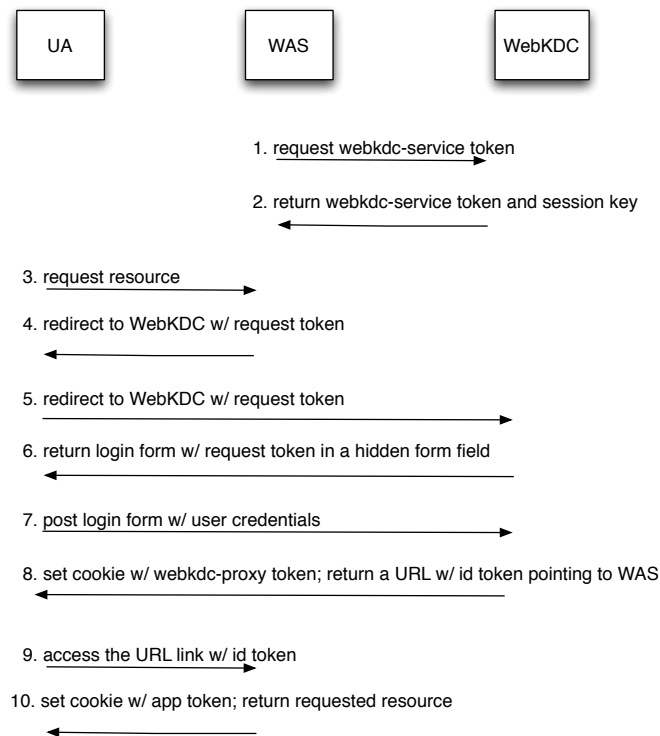 UA
WAS
WebKDC
1. request webkdc-service token
2. return webkdc-service token and session key
3. request resource
4. redirect to WebKDC w/ request token
5. redirect to WebKDC w/ request token
6. return login form w/ request token in a hidden form field
7. post login form w/ user credentials
8. set cookie w/ webkdc-proxy token; return a URL w/ id token pointing to WAS
9. access the URL link w/ id token
10. set cookie w/ app token; return requested resource